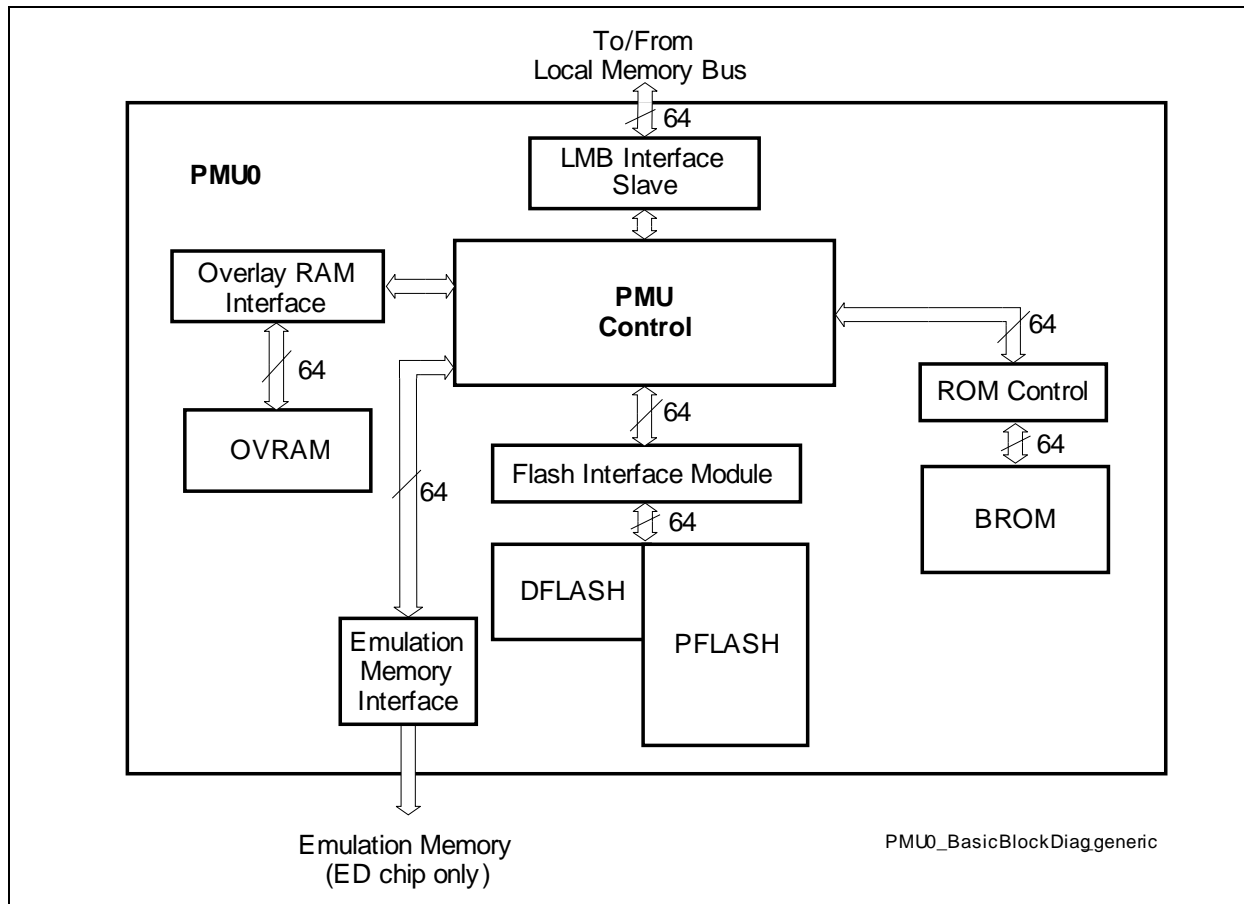 To/From
Local Memory Bus
64
LMB Interface
Slave
PMU0
Overlay RAM
Interface
PMU
Control
64
64
64
ROM Control
OVRAM
64
Flash Interface Module
64
64
BROM
DFLASH
PFLASH
Emulation
Memory
Interface
Emulation Memory
(ED chip only)
PMU0_BasicBlockDiag_generic